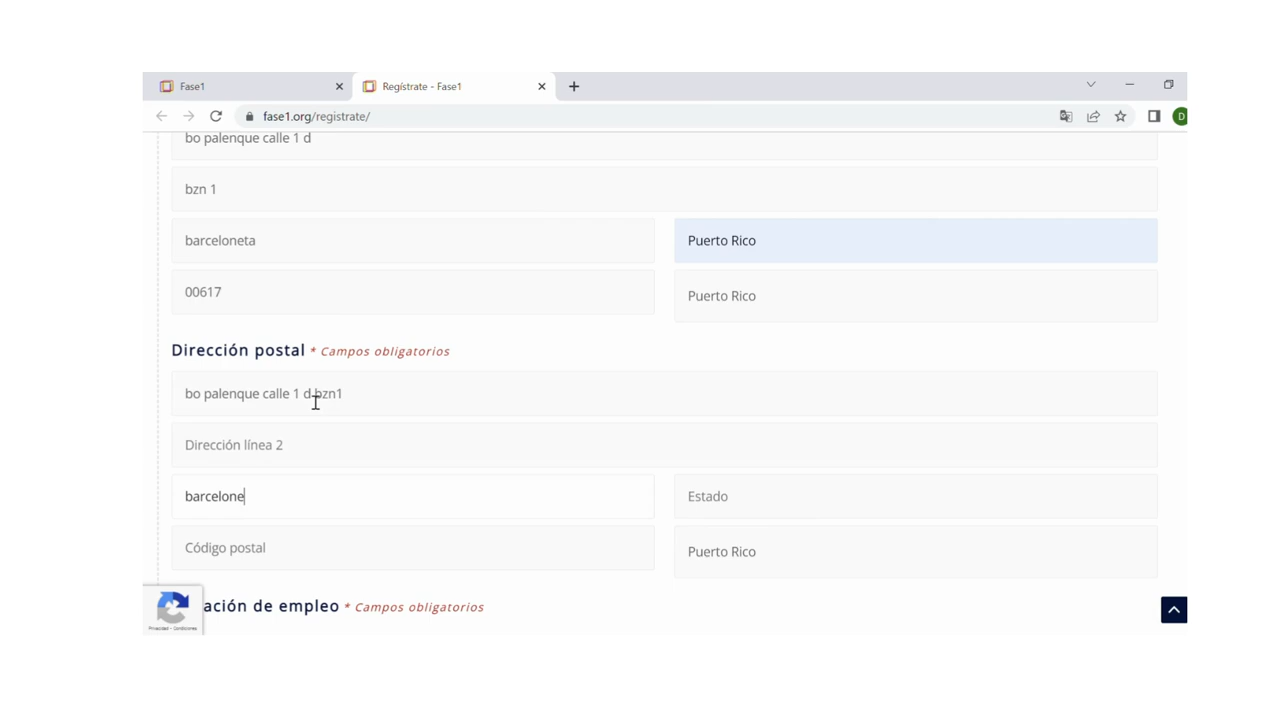 Fase1
Regístrate - Fase1
fase1.org/registrate/
D
bo palenque calle 1 d
bzn 1
barceloneta
Puerto Rico
00617
Puerto Rico
Dirección postal * Campos obligatorios
bo palenque calle 1 d bzn1
Dirección línea 2
barcelone
Estado
Código postal
Puerto Rico
ación de empleo * Campos obligatorios
Privacidad - Condiciones